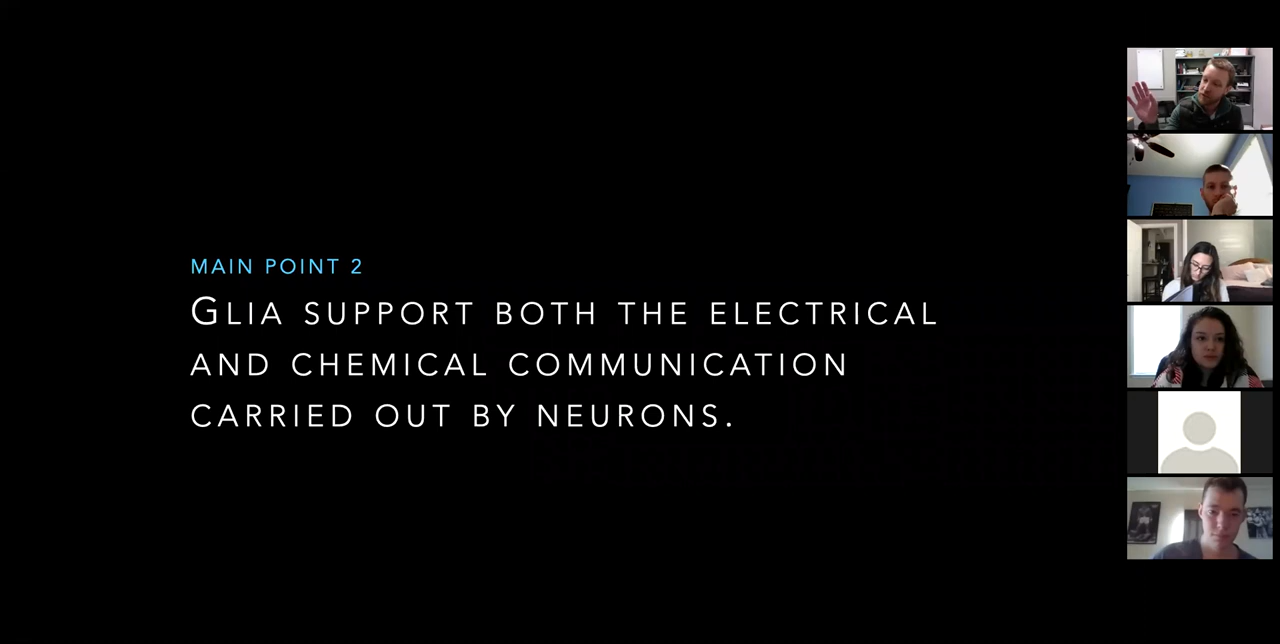 MAIN POINT 2
GLIA SUPPORT BOTH THE ELECTRICAL
AND CHEMICAL COMMUNICATION
CARRIED OUT BY NEURONS.